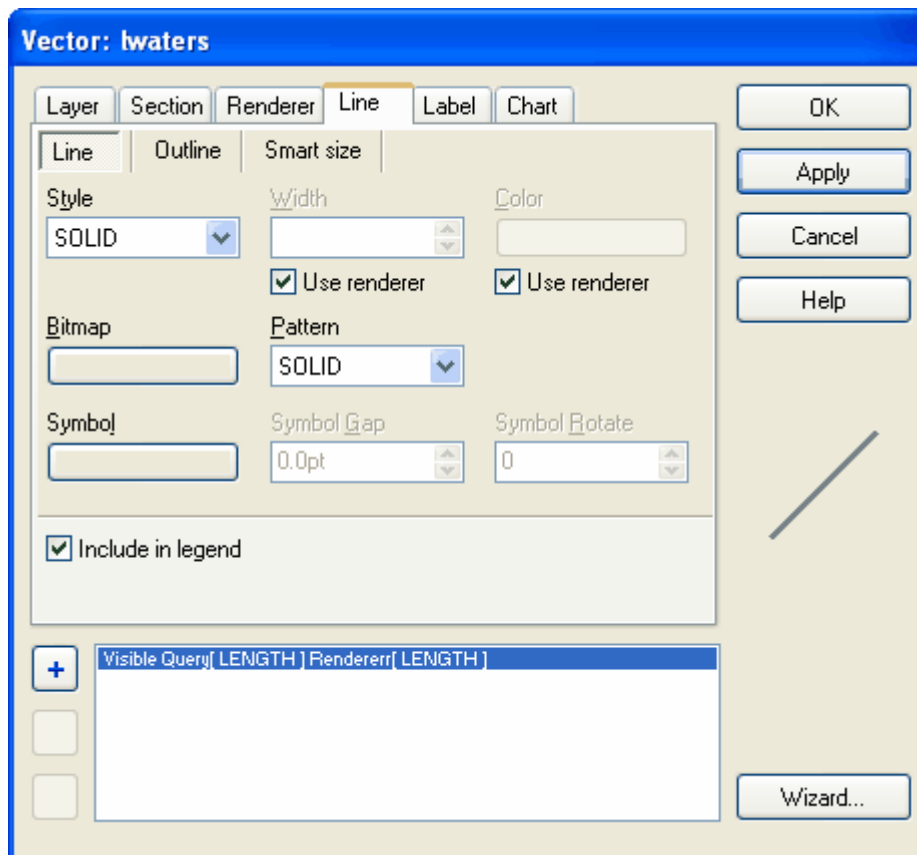 Vector: lwaters
Layer Section Renderer Line Label Chart
Line Outline Smart size
Style Width Color
SOLID
Use renderer Use renderer
Bitmap Pattern
SOLID
Symbol Symbol Gap Symbol Rotate
0.0pt 0
Include in legend
+
Visible Query[ LENGTH ] Rendererr[ LENGTH ]
OK
Apply
Cancel
Help
Wizard...